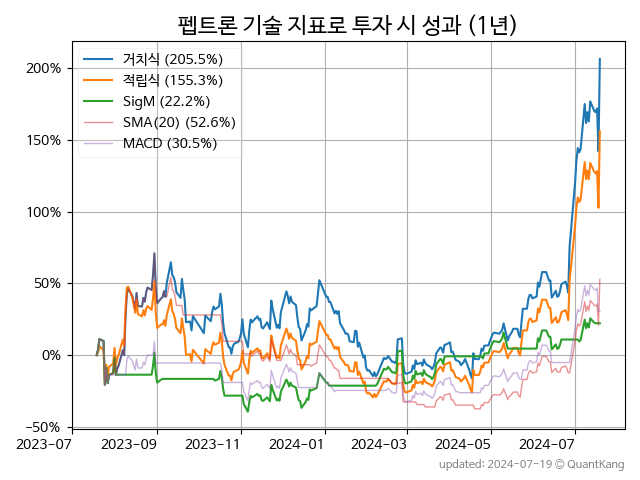 펩트론 기술 지표로 투자 시 성과 (1년)
거치식 (205.5%)
적립식 (155.3%)
SigM (22.2%)
SMA(20) (52.6%)
MACD (30.5%)
200%
150%
100%
50%
0%
−50%
2023-07 2023-09 2023-11 2024-01 2024-03 2024-05 2024-07
updated: 2024-07-19 @ QuantKang